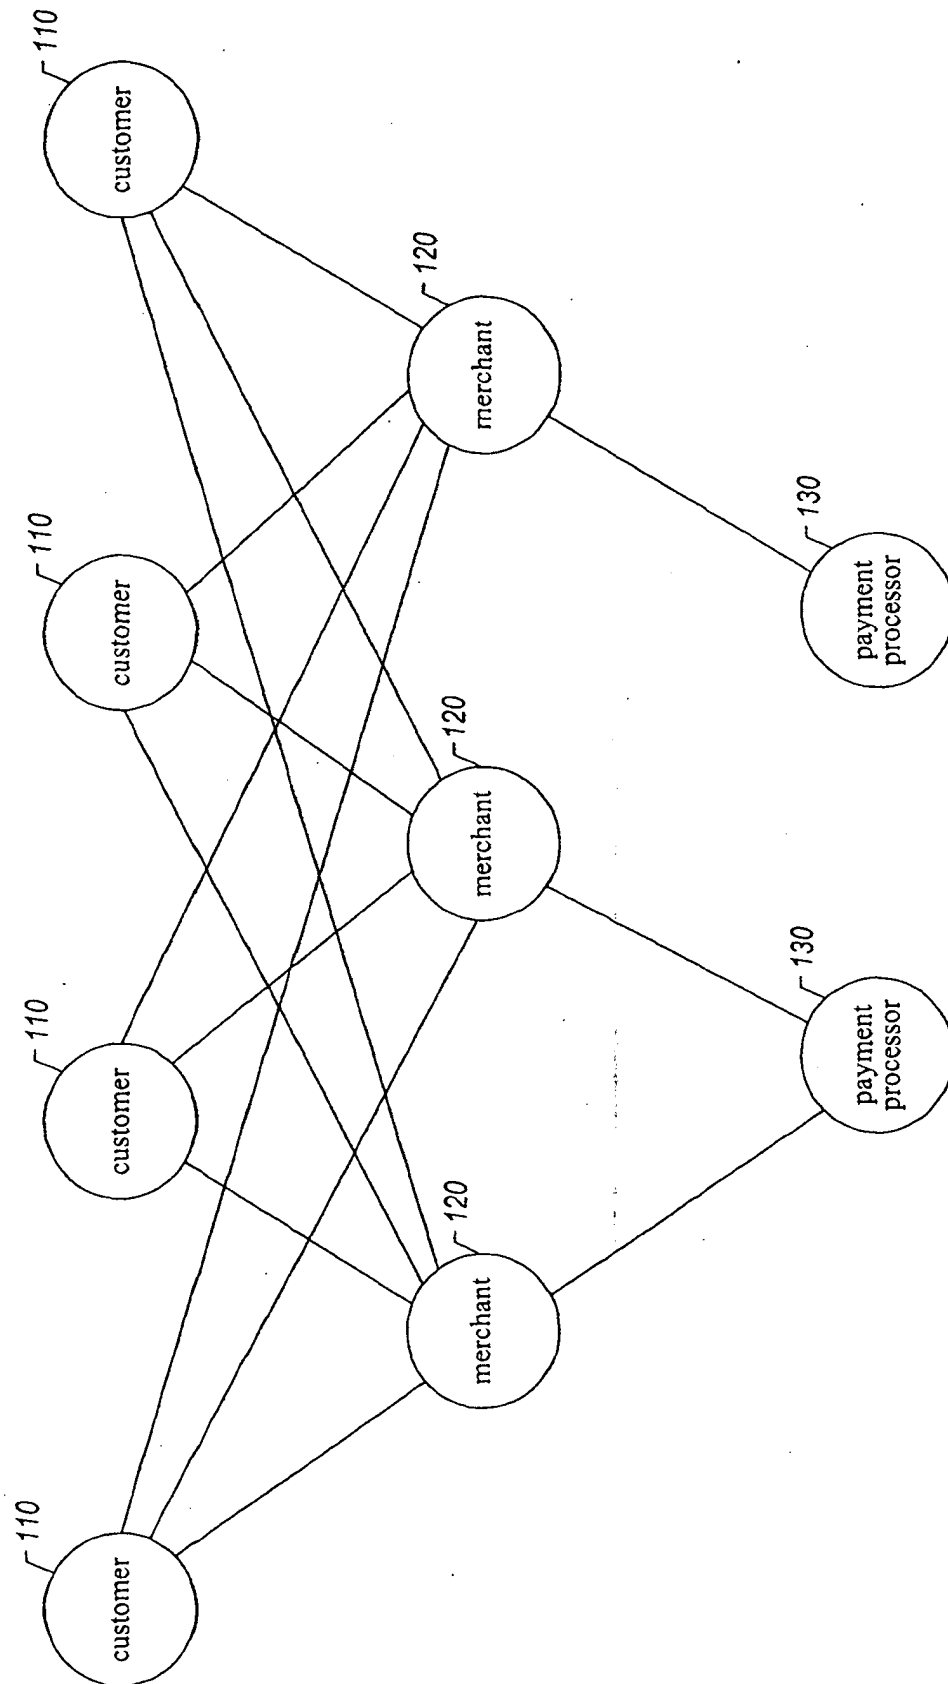 110
110
110
110
customer
customer
customer
customer
120
120
120
merchant
merchant
merchant
130
130
payment
processor
payment
processor